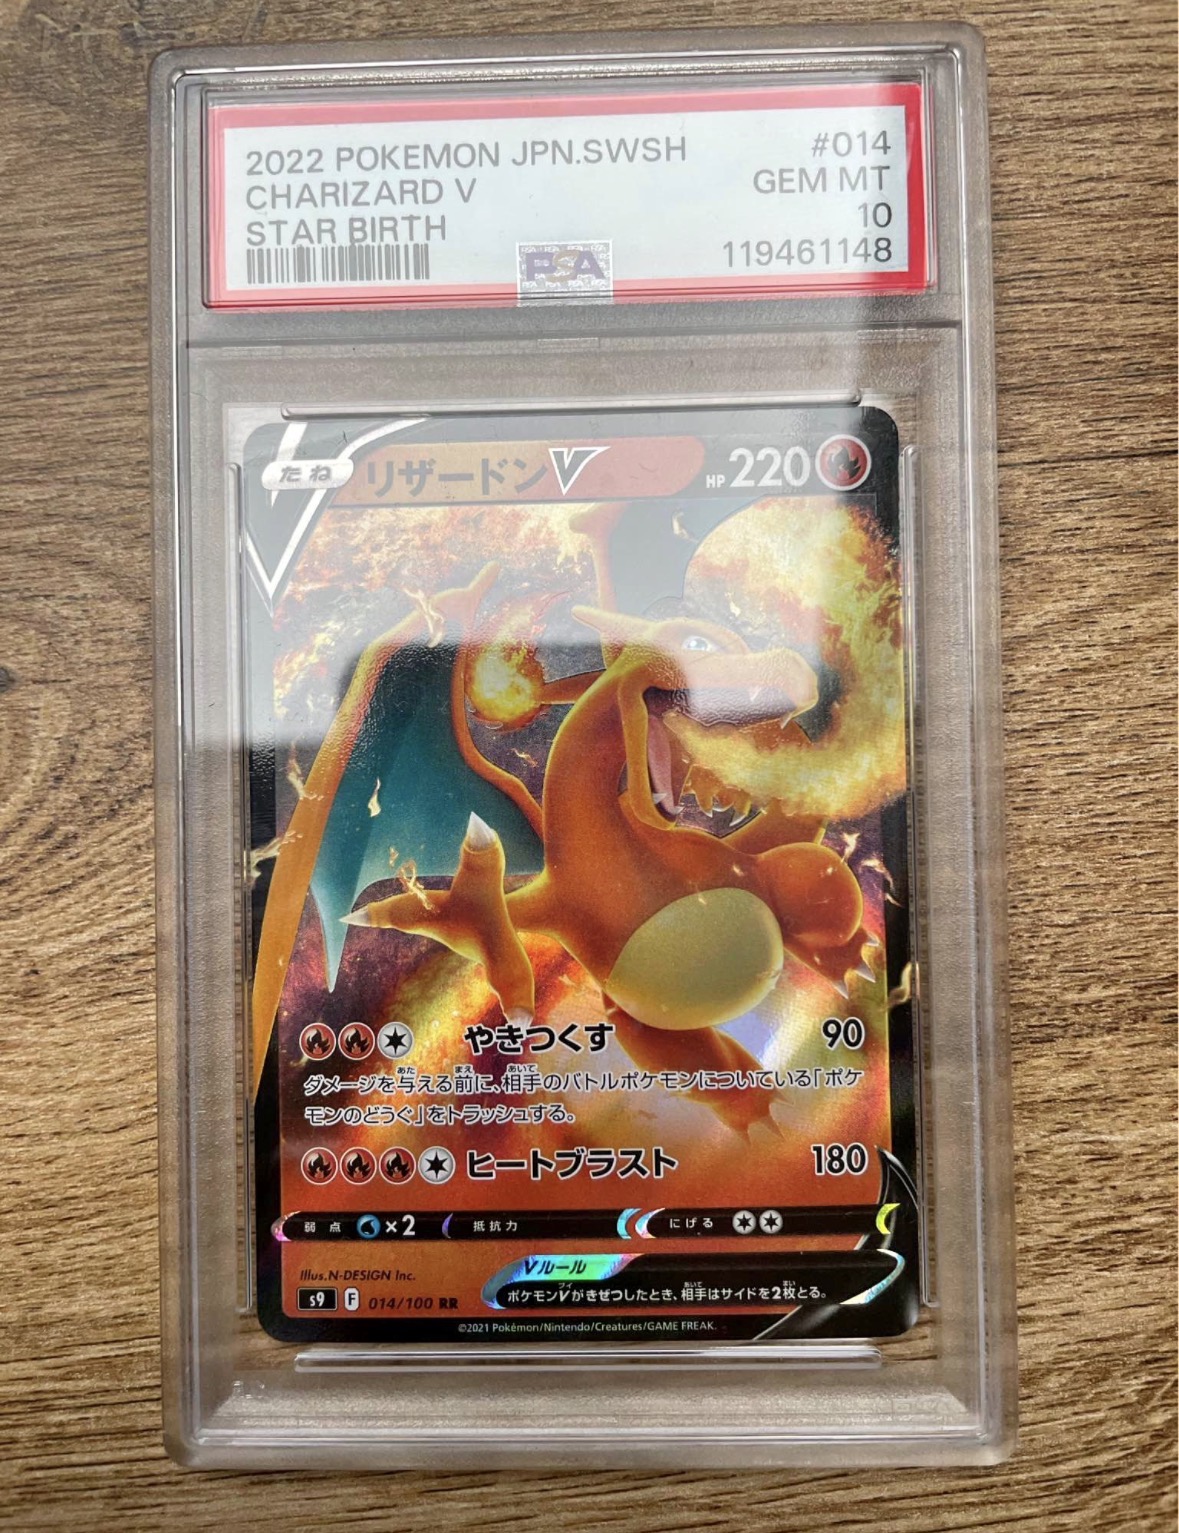 2022 POKEMON JPN.SWSH #014
CHARIZARD V GEM MT
STAR BIRTH 10
PSA 119461148
たね リザードンV HP 220
やきつくす 90
ダメージを与える前に、相手のバトルポケモンについている「ポケ
モンのどうぐ」をトラッシュする。
ヒートブラスト 180
弱点 ×2 抵抗力 にげる
Vルール
ポケモンVがきぜつしたとき、相手はサイドを2枚とる。
Illus. N-DESIGN Inc.
s9 F 014/100 RR
©2021 Pokémon/Nintendo/Creatures/GAME FREAK.